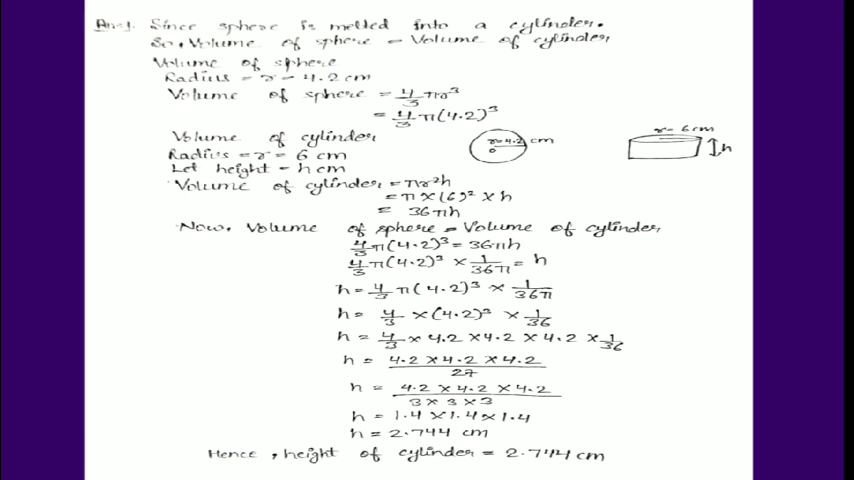 Ans-1. Since sphere is melted into a cylinder.
So, Volume of sphere = Volume of cylinder
Volume of sphere
Radius = r = 4.2 cm
Volume of sphere = 4/3 πr³
= 4/3 π(4.2)³
Volume of cylinder
r=4.2 cm
o
r=6cm
h
Radius = r = 6 cm
Let height = h cm
Volume of cylinder = πr²h
= π × (6)² × h
= 36πh
Now, Volume of sphere = Volume of cylinder
4/3 π(4.2)³ = 36πh
4/3 π(4.2)³ × 1/36π = h
h = 4/3 π(4.2)³ × 1/36π
h = 4/3 × (4.2)³ × 1/36
h = 4/3 × 4.2 × 4.2 × 4.2 × 1/36
h = 4.2 × 4.2 × 4.2 / 27
h = 4.2 × 4.2 × 4.2 / 3 × 3 × 3
h = 1.4 × 1.4 × 1.4
h = 2.744 cm
Hence, height of cylinder = 2.744 cm